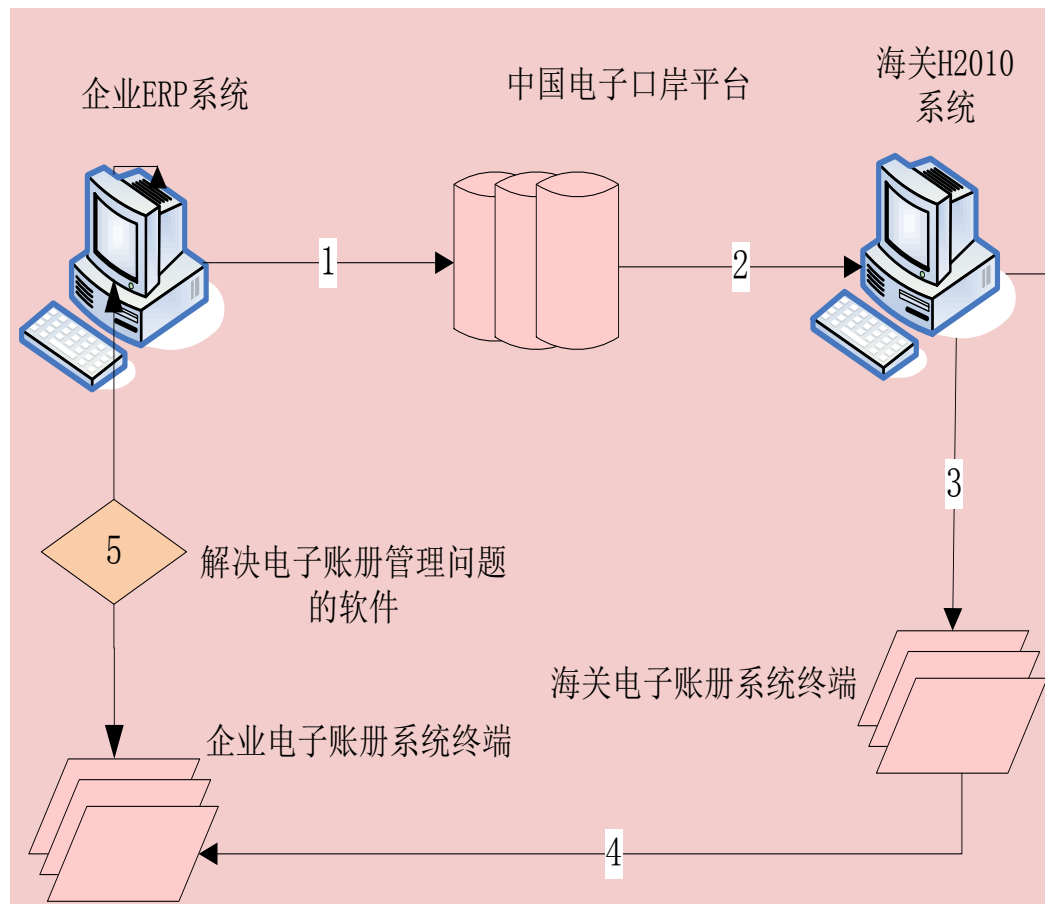 企业ERP系统
中国电子口岸平台
海关H2010
系统
1
2
3
5
解决电子账册管理问题
的软件
海关电子账册系统终端
企业电子账册系统终端
4